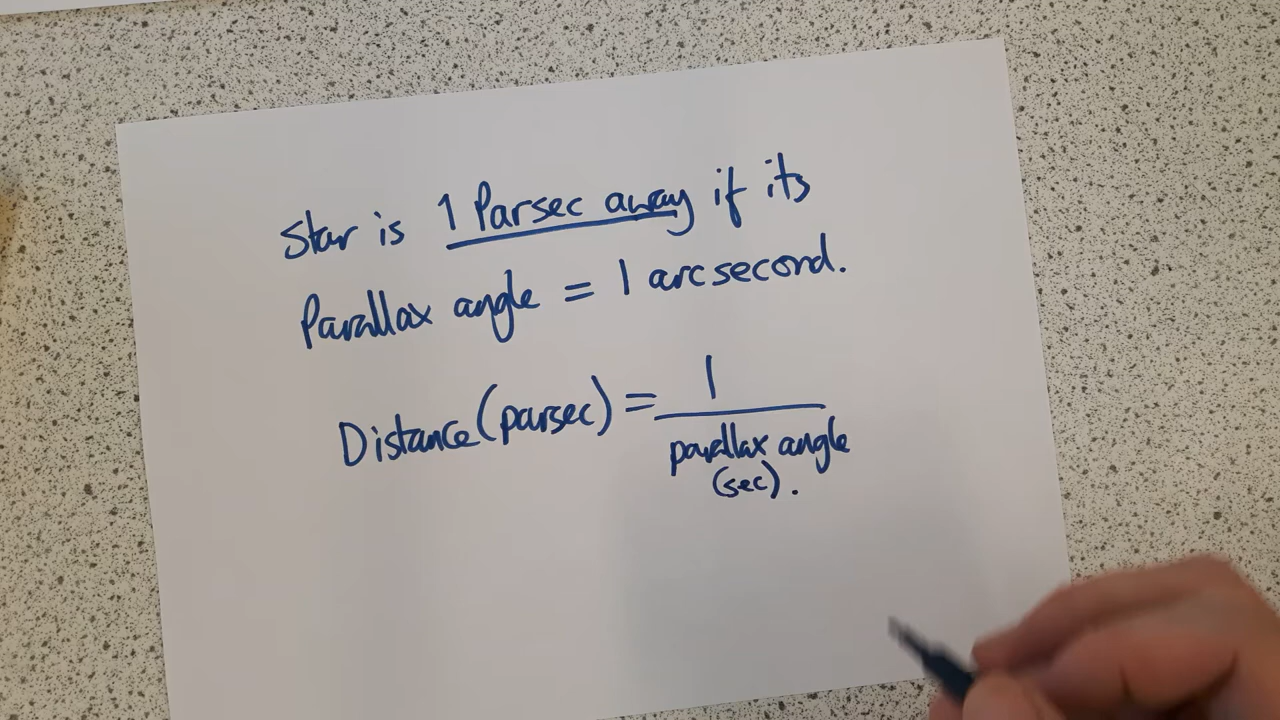 Star is 1 Parsec away if its
Parallax angle = 1 arcsecond.
Distance (parsec) = 1
parallax angle
(sec).